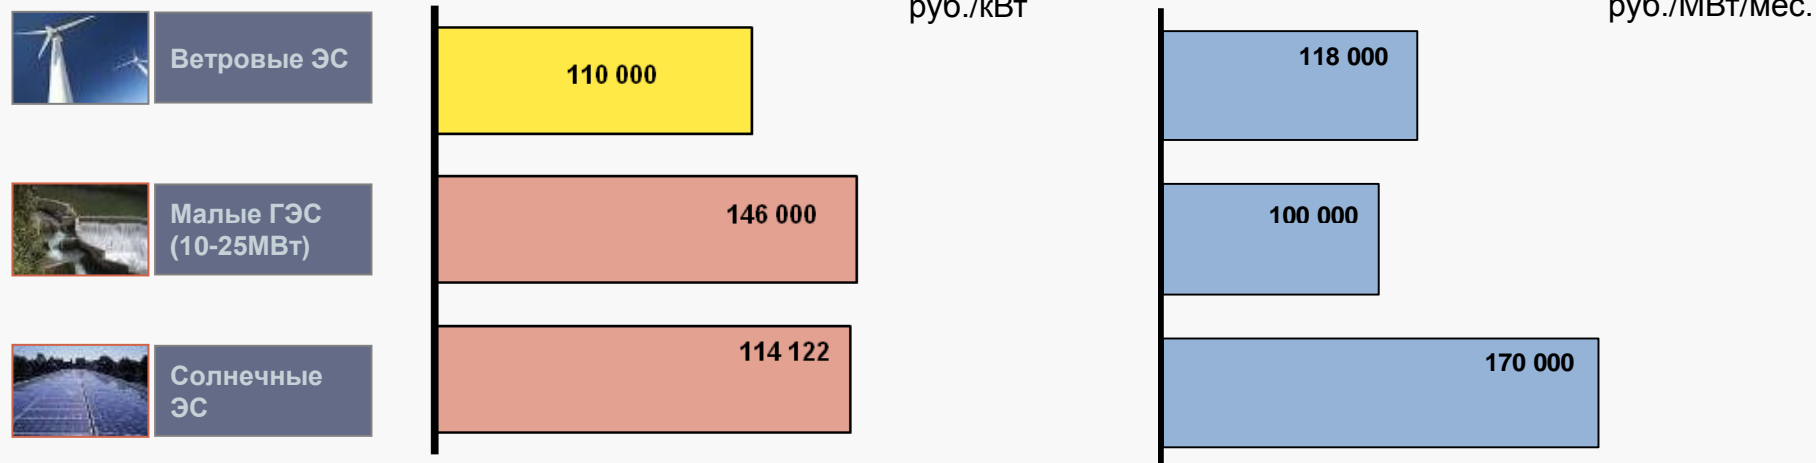 руб./кВт
руб./МВт/мес.
Ветровые ЭС
110 000
118 000
Малые ГЭС
(10-25МВт)
146 000
100 000
Солнечные
ЭС
114 122
170 000